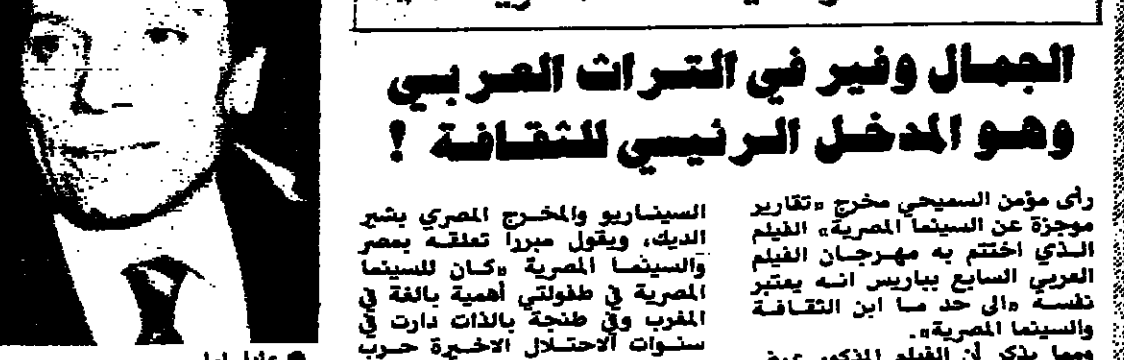 الجمال وفير في التراث العربي
وهو المدخل الرئيسي للثقافة !
رأى مؤمن السميحي مخرج «تقارير
موجزة عن السينما المصرية» الفيلم
الذي اختتم به مهرجان الفيلم
العربي السابع بباريس انه يعتبر
نفسه «الى حد ما ابن الثقافة
والسينما المصرية».
ومما يذكر أن الفيلم المذكور
السيناريو والمخرج المصري بشير
الديك، ويقول مبررا تعلقه بمصر
والسينما المصرية «كان للسينما
المصرية في طفولتي أهمية بالغة في
المغرب وفي طنجة بالذات دارت في
سنوات الاحتلال الاخيرة حرب